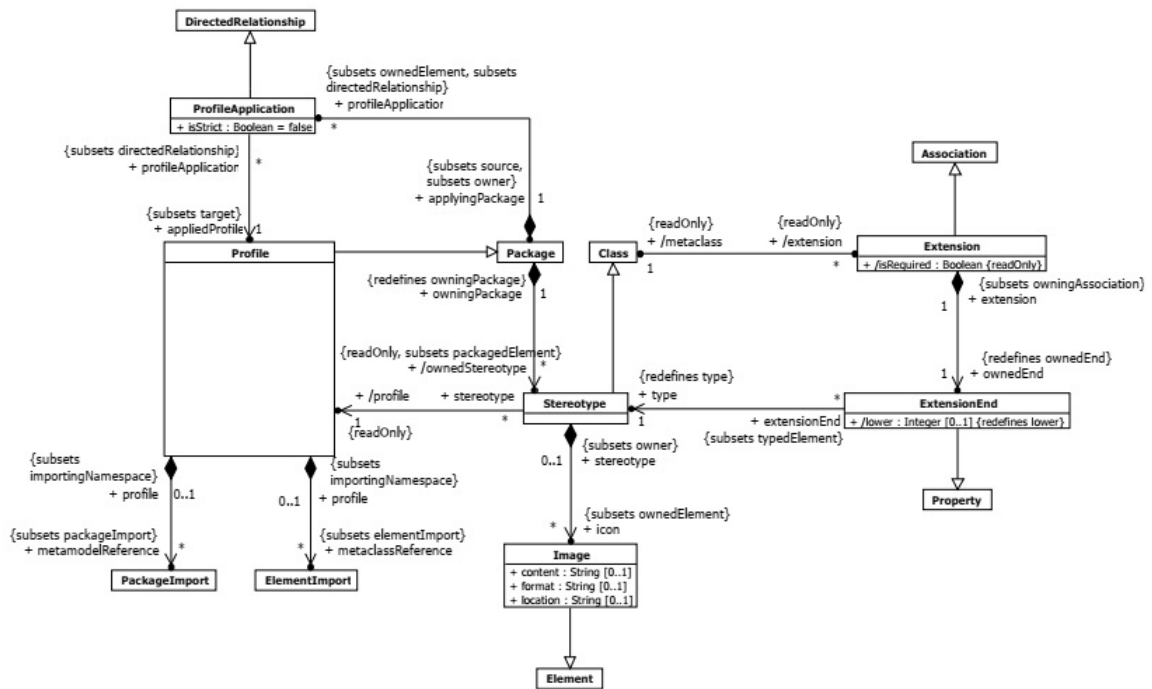 DirectedRelationship
{subsets ownedElement, subsets
directedRelationship}
+ profileApplication
*
ProfileApplication
+ isStrict : Boolean = false
{subsets directedRelationship}
+ profileApplication
*
{subsets source,
subsets owner}
+ applyingPackage
1
Association
{subsets target}
+ appliedProfile
1
{readOnly}
+ /metaclass
1
{readOnly}
+ /extension
*
Profile
Package
Class
Extension
+ /isRequired : Boolean {readOnly}
{redefines owningPackage}
+ owningPackage
1
{subsets owningAssociation}
+ extension
1
{readOnly, subsets packagedElement}
+ /ownedStereotype
*
{redefines ownedEnd}
+ ownedEnd
1
+ /profile
1
{readOnly}
+ stereotype
*
Stereotype
{redefines type}
+ type
1
*
+ extensionEnd
{subsets typedElement}
ExtensionEnd
+ /lower : Integer [0..1] {redefines lower}
{subsets
importingNamespace}
+ profile
0..1
{subsets
importingNamespace}
+ profile
0..1
{subsets owner}
+ stereotype
0..1
Property
{subsets packageImport}
+ metamodelReference
*
{subsets elementImport}
+ metaclassReference
*
{subsets ownedElement}
+ icon
*
PackageImport
ElementImport
Image
+ content : String [0..1]
+ format : String [0..1]
+ location : String [0..1]
Element